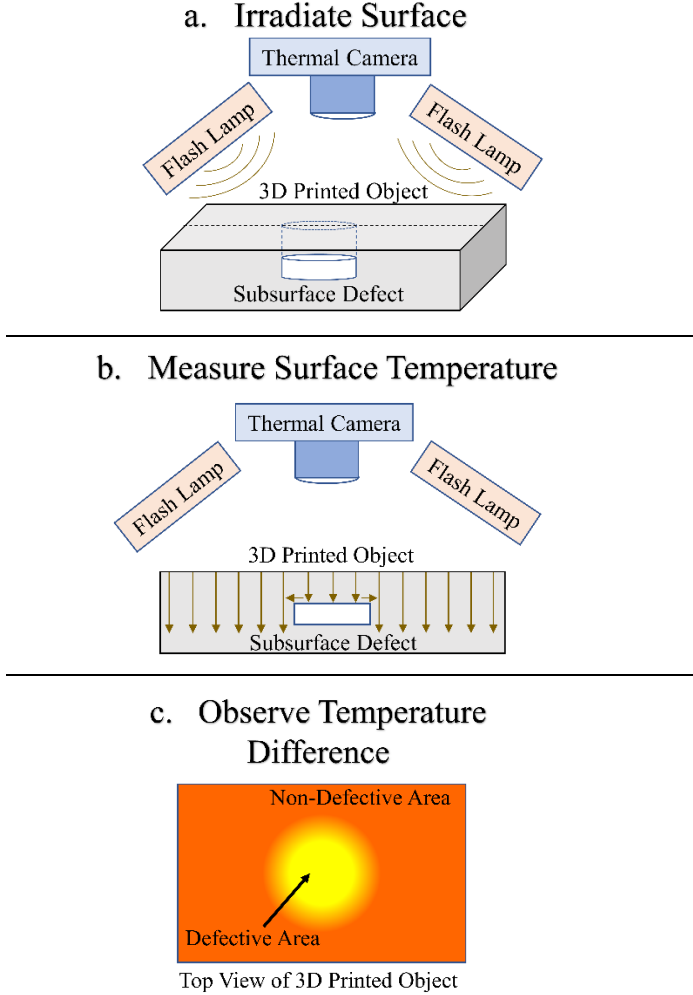 a. Irradiate Surface
Thermal Camera
Flash Lamp
Flash Lamp
3D Printed Object
Subsurface Defect
b. Measure Surface Temperature
Thermal Camera
Flash Lamp
Flash Lamp
3D Printed Object
Subsurface Defect
c. Observe Temperature
Difference
Non-Defective Area
Defective Area
Top View of 3D Printed Object